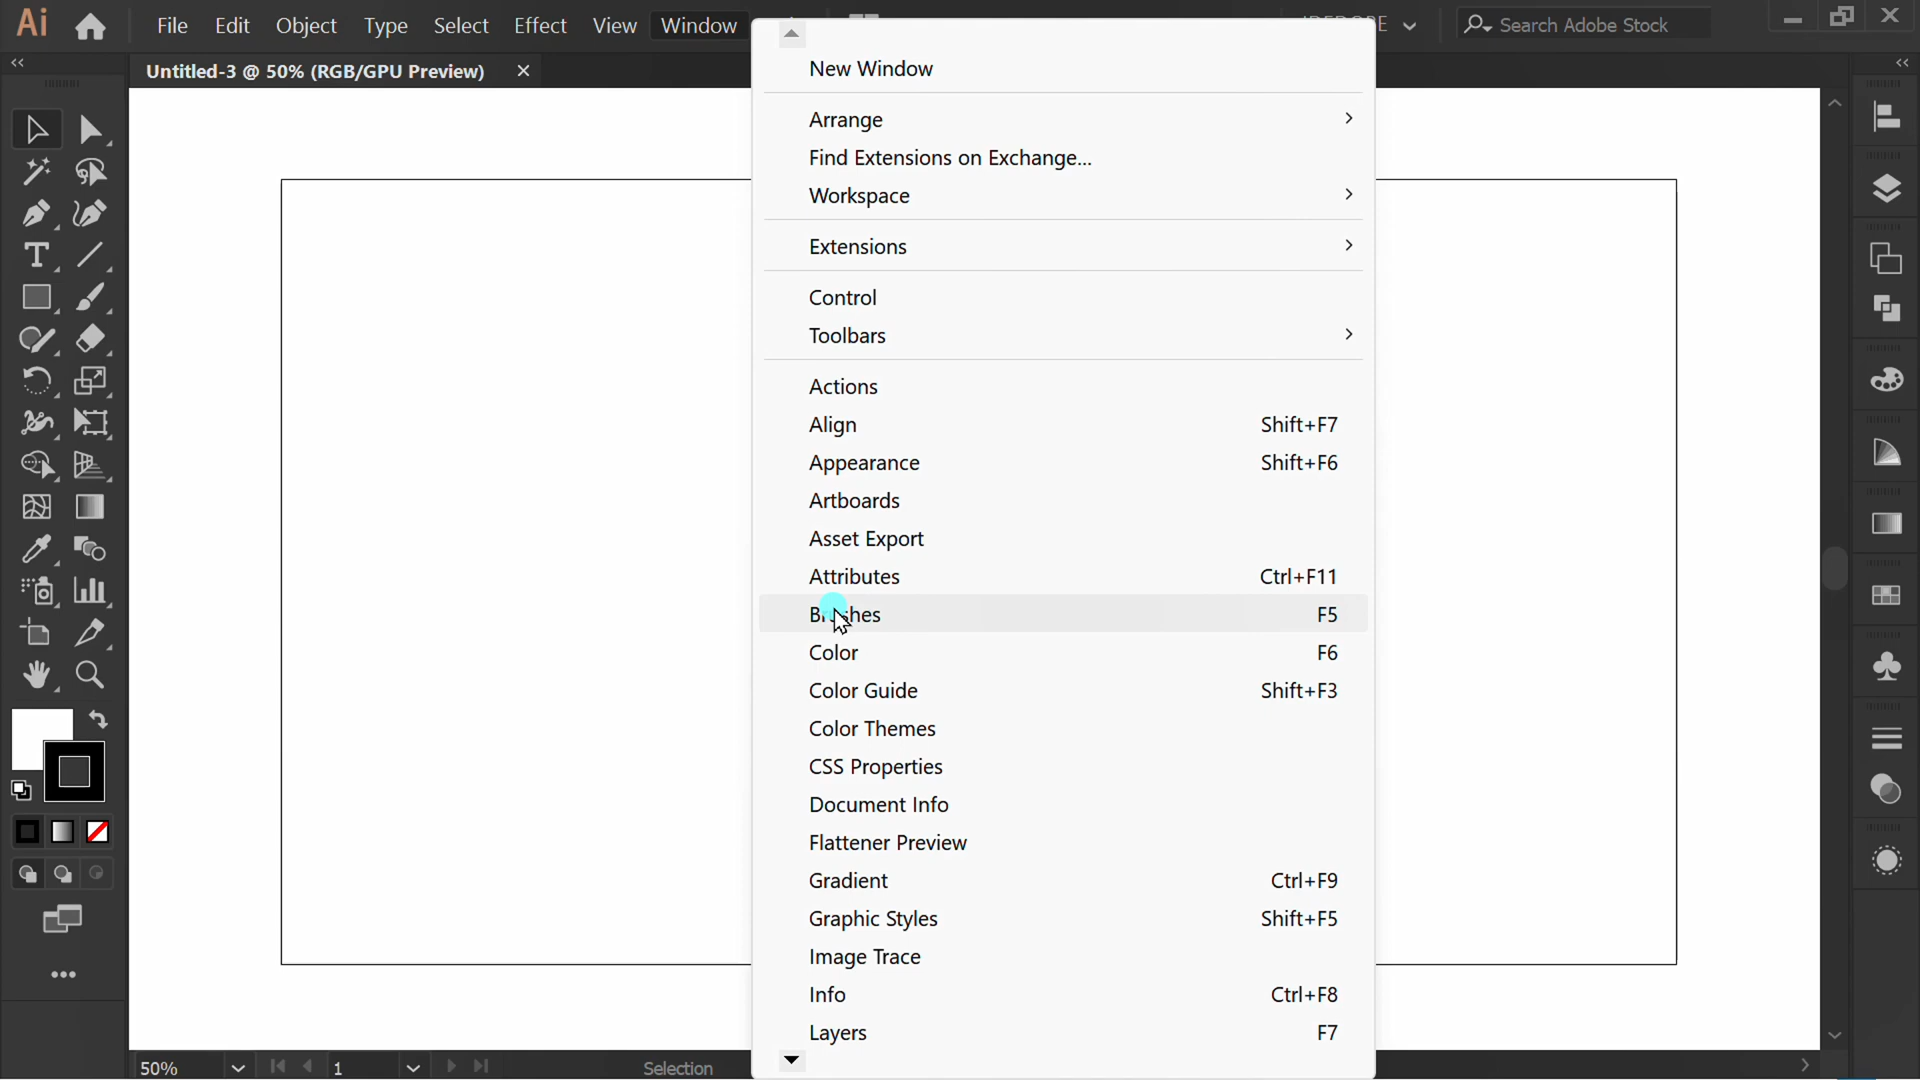 Ai File Edit Object Type Select Effect View Window Search Adobe Stock
Untitled-3 @ 50% (RGB/GPU Preview)
New Window
Arrange
Find Extensions on Exchange...
Workspace
Extensions
Control
Toolbars
Actions
Align Shift+F7
Appearance Shift+F6
Artboards
Asset Export
Attributes Ctrl+F11
Brushes F5
Color F6
Color Guide Shift+F3
Color Themes
CSS Properties
Document Info
Flattener Preview
Gradient Ctrl+F9
Graphic Styles Shift+F5
Image Trace
Info Ctrl+F8
Layers F7
50% 1 Selection